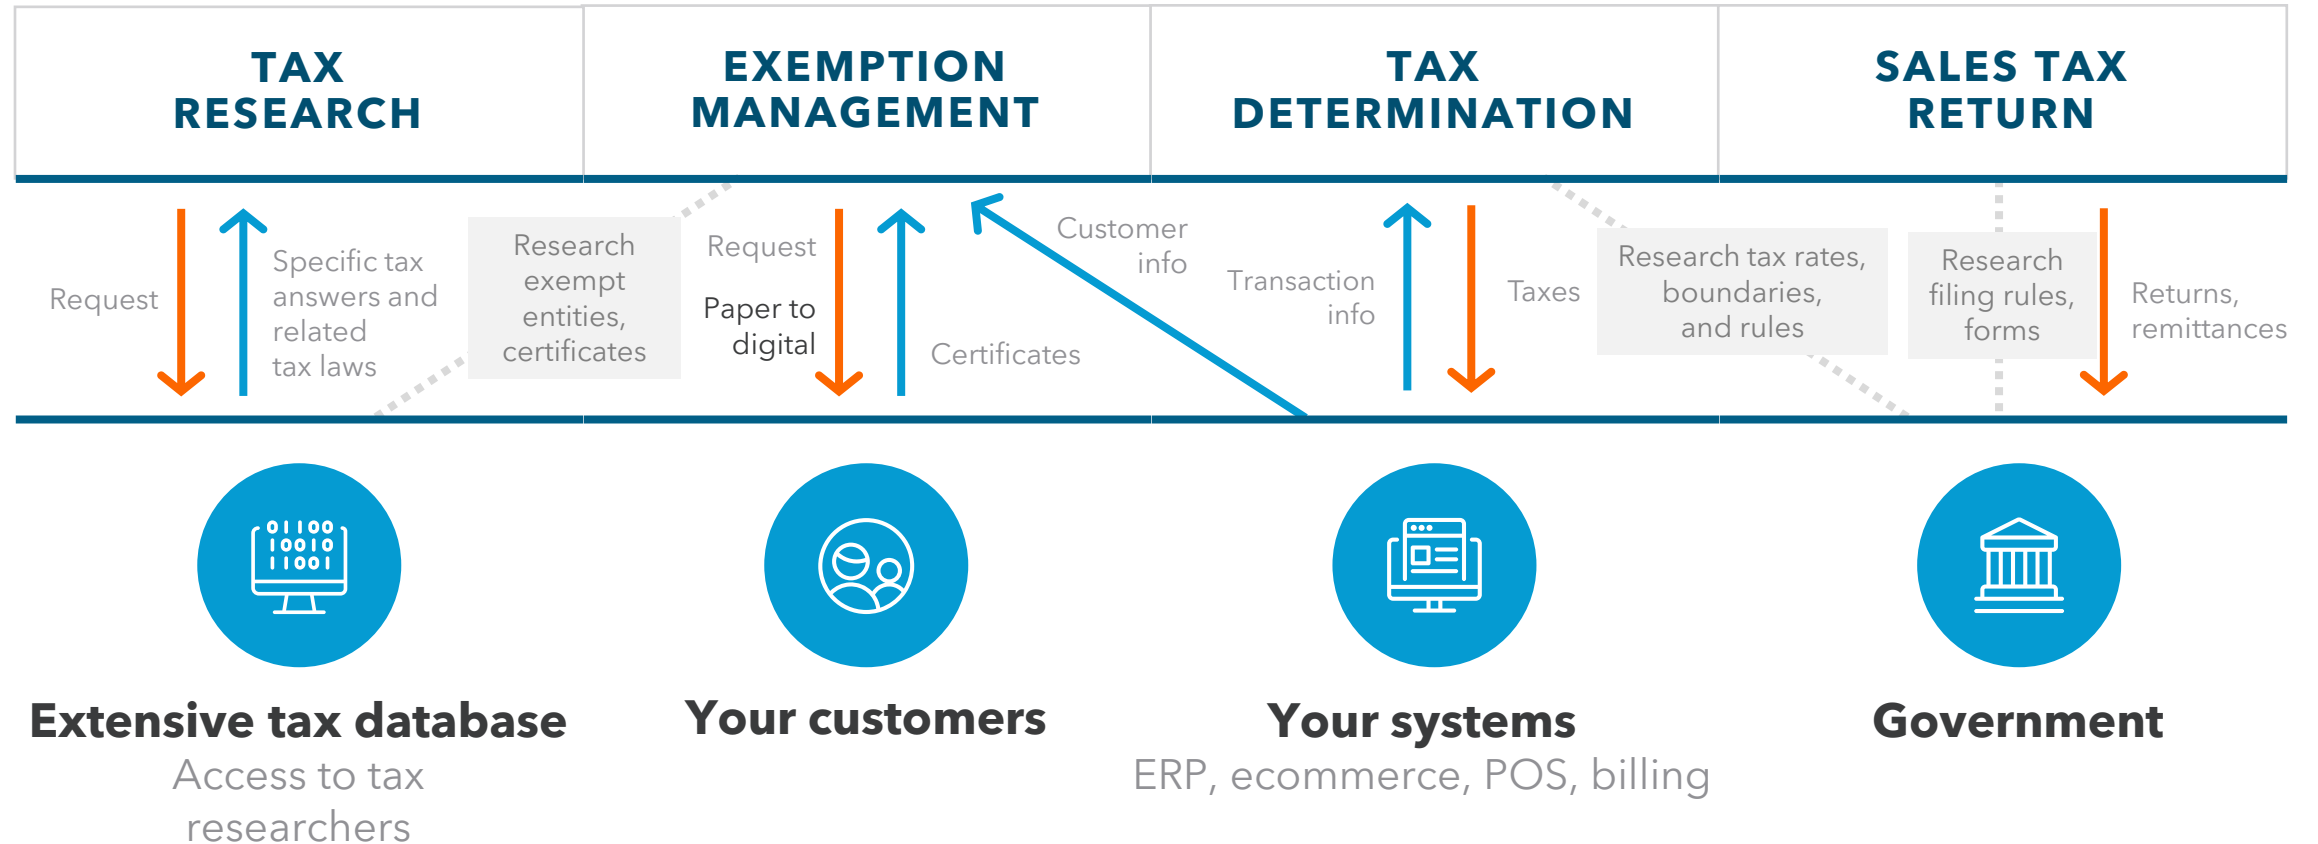 TAX
RESEARCH
EXEMPTION
MANAGEMENT
TAX
DETERMINATION
SALES TAX
RETURN
Request
Specific tax
answers and
related
tax laws
Research
exempt
entities,
certificates
Request
Paper to
digital
Certificates
Customer
info
Transaction
info
Taxes
Research tax rates,
boundaries,
and rules
Research
filing rules,
forms
Returns,
remittances
01100
10010
11001
Extensive tax database
Access to tax
researchers
Your customers
Your systems
ERP, ecommerce, POS, billing
Government